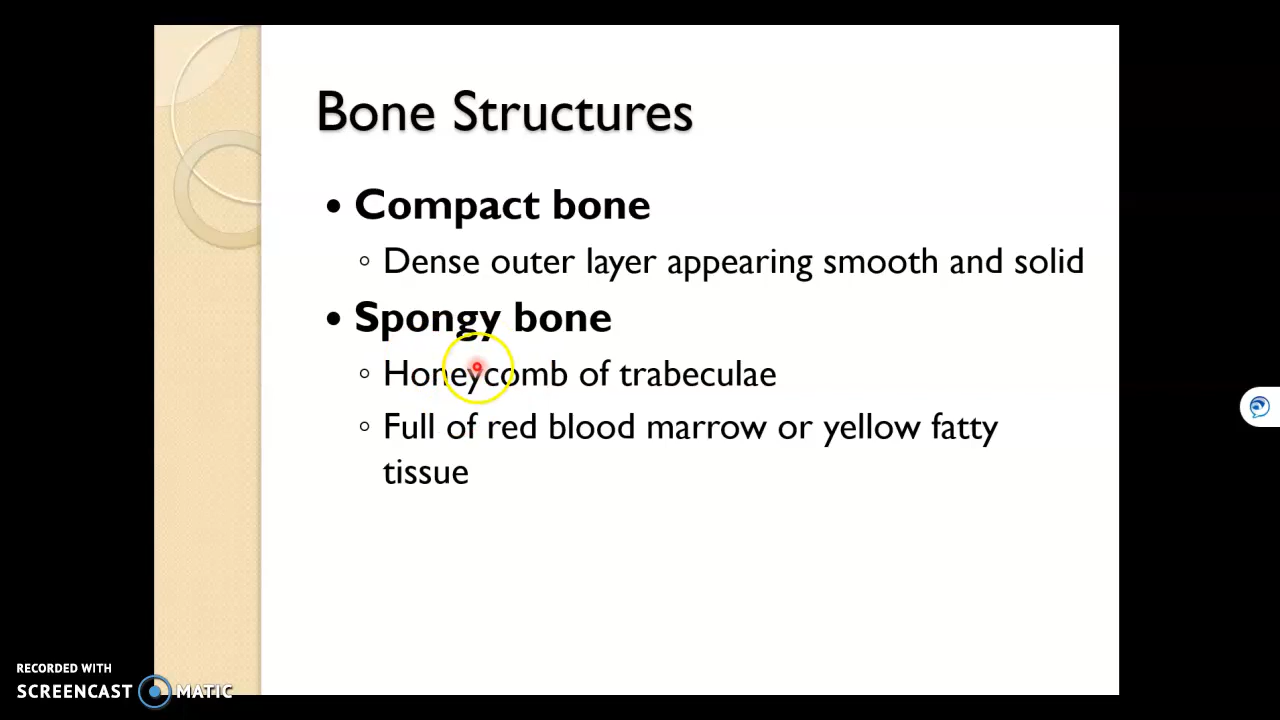 Bone Structures
• Compact bone
◦ Dense outer layer appearing smooth and solid
• Spongy bone
◦ Honeycomb of trabeculae
◦ Full of red blood marrow or yellow fatty
tissue
RECORDED WITH
SCREENCAST MATIC